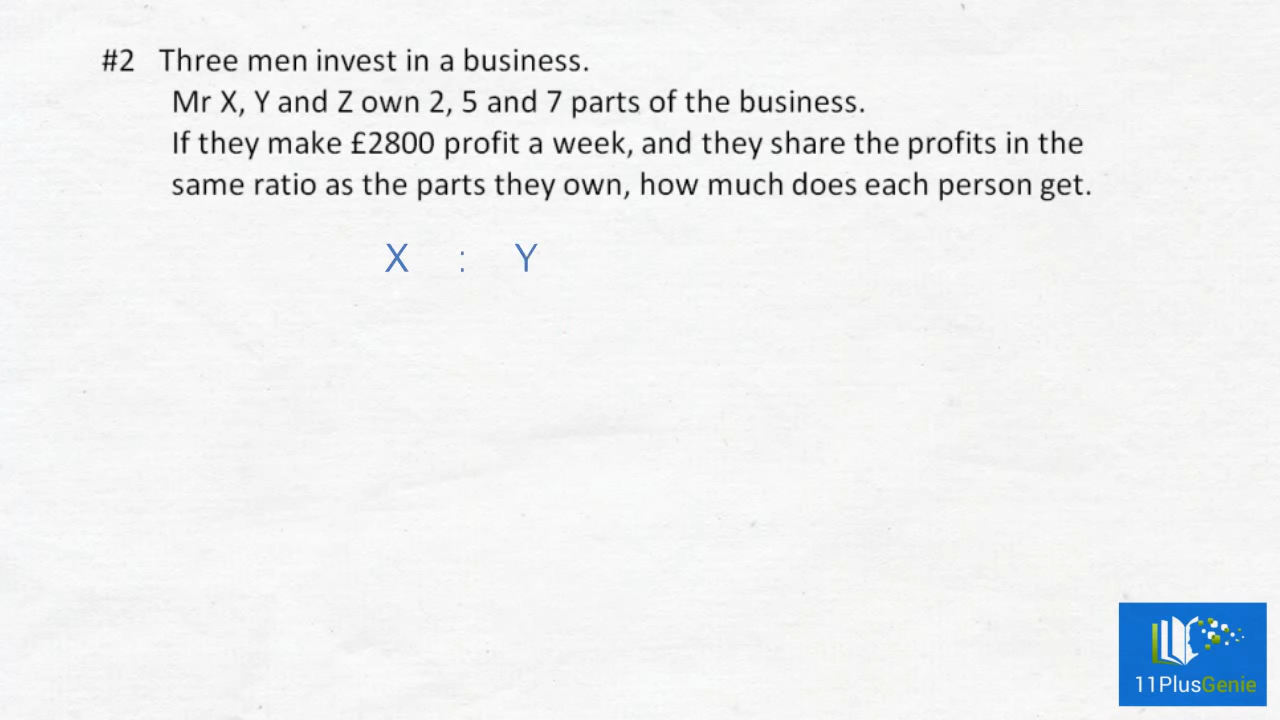 #2 Three men invest in a business.
Mr X, Y and Z own 2, 5 and 7 parts of the business.
If they make £2800 profit a week, and they share the profits in the
same ratio as the parts they own, how much does each person get.
X : Y
11PlusGenie